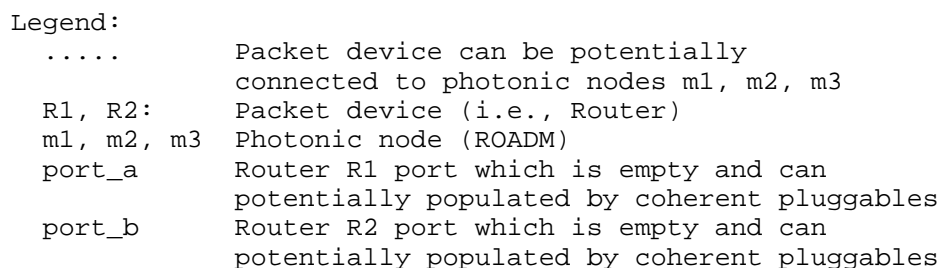 Legend:
.....        Packet device can be potentially
             connected to photonic nodes m1, m2, m3
R1, R2:      Packet device (i.e., Router)
m1, m2, m3  Photonic node (ROADM)
port_a       Router R1 port which is empty and can
             potentially populated by coherent pluggables
port_b       Router R2 port which is empty and can
             potentially populated by coherent pluggables